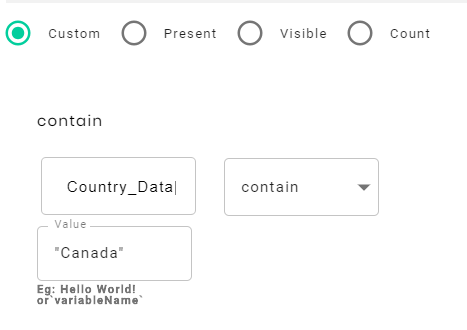 Custom Present Visible Count
contain
Country_Data contain
Value
"Canada"
Eg: Hello World!
or`variableName`